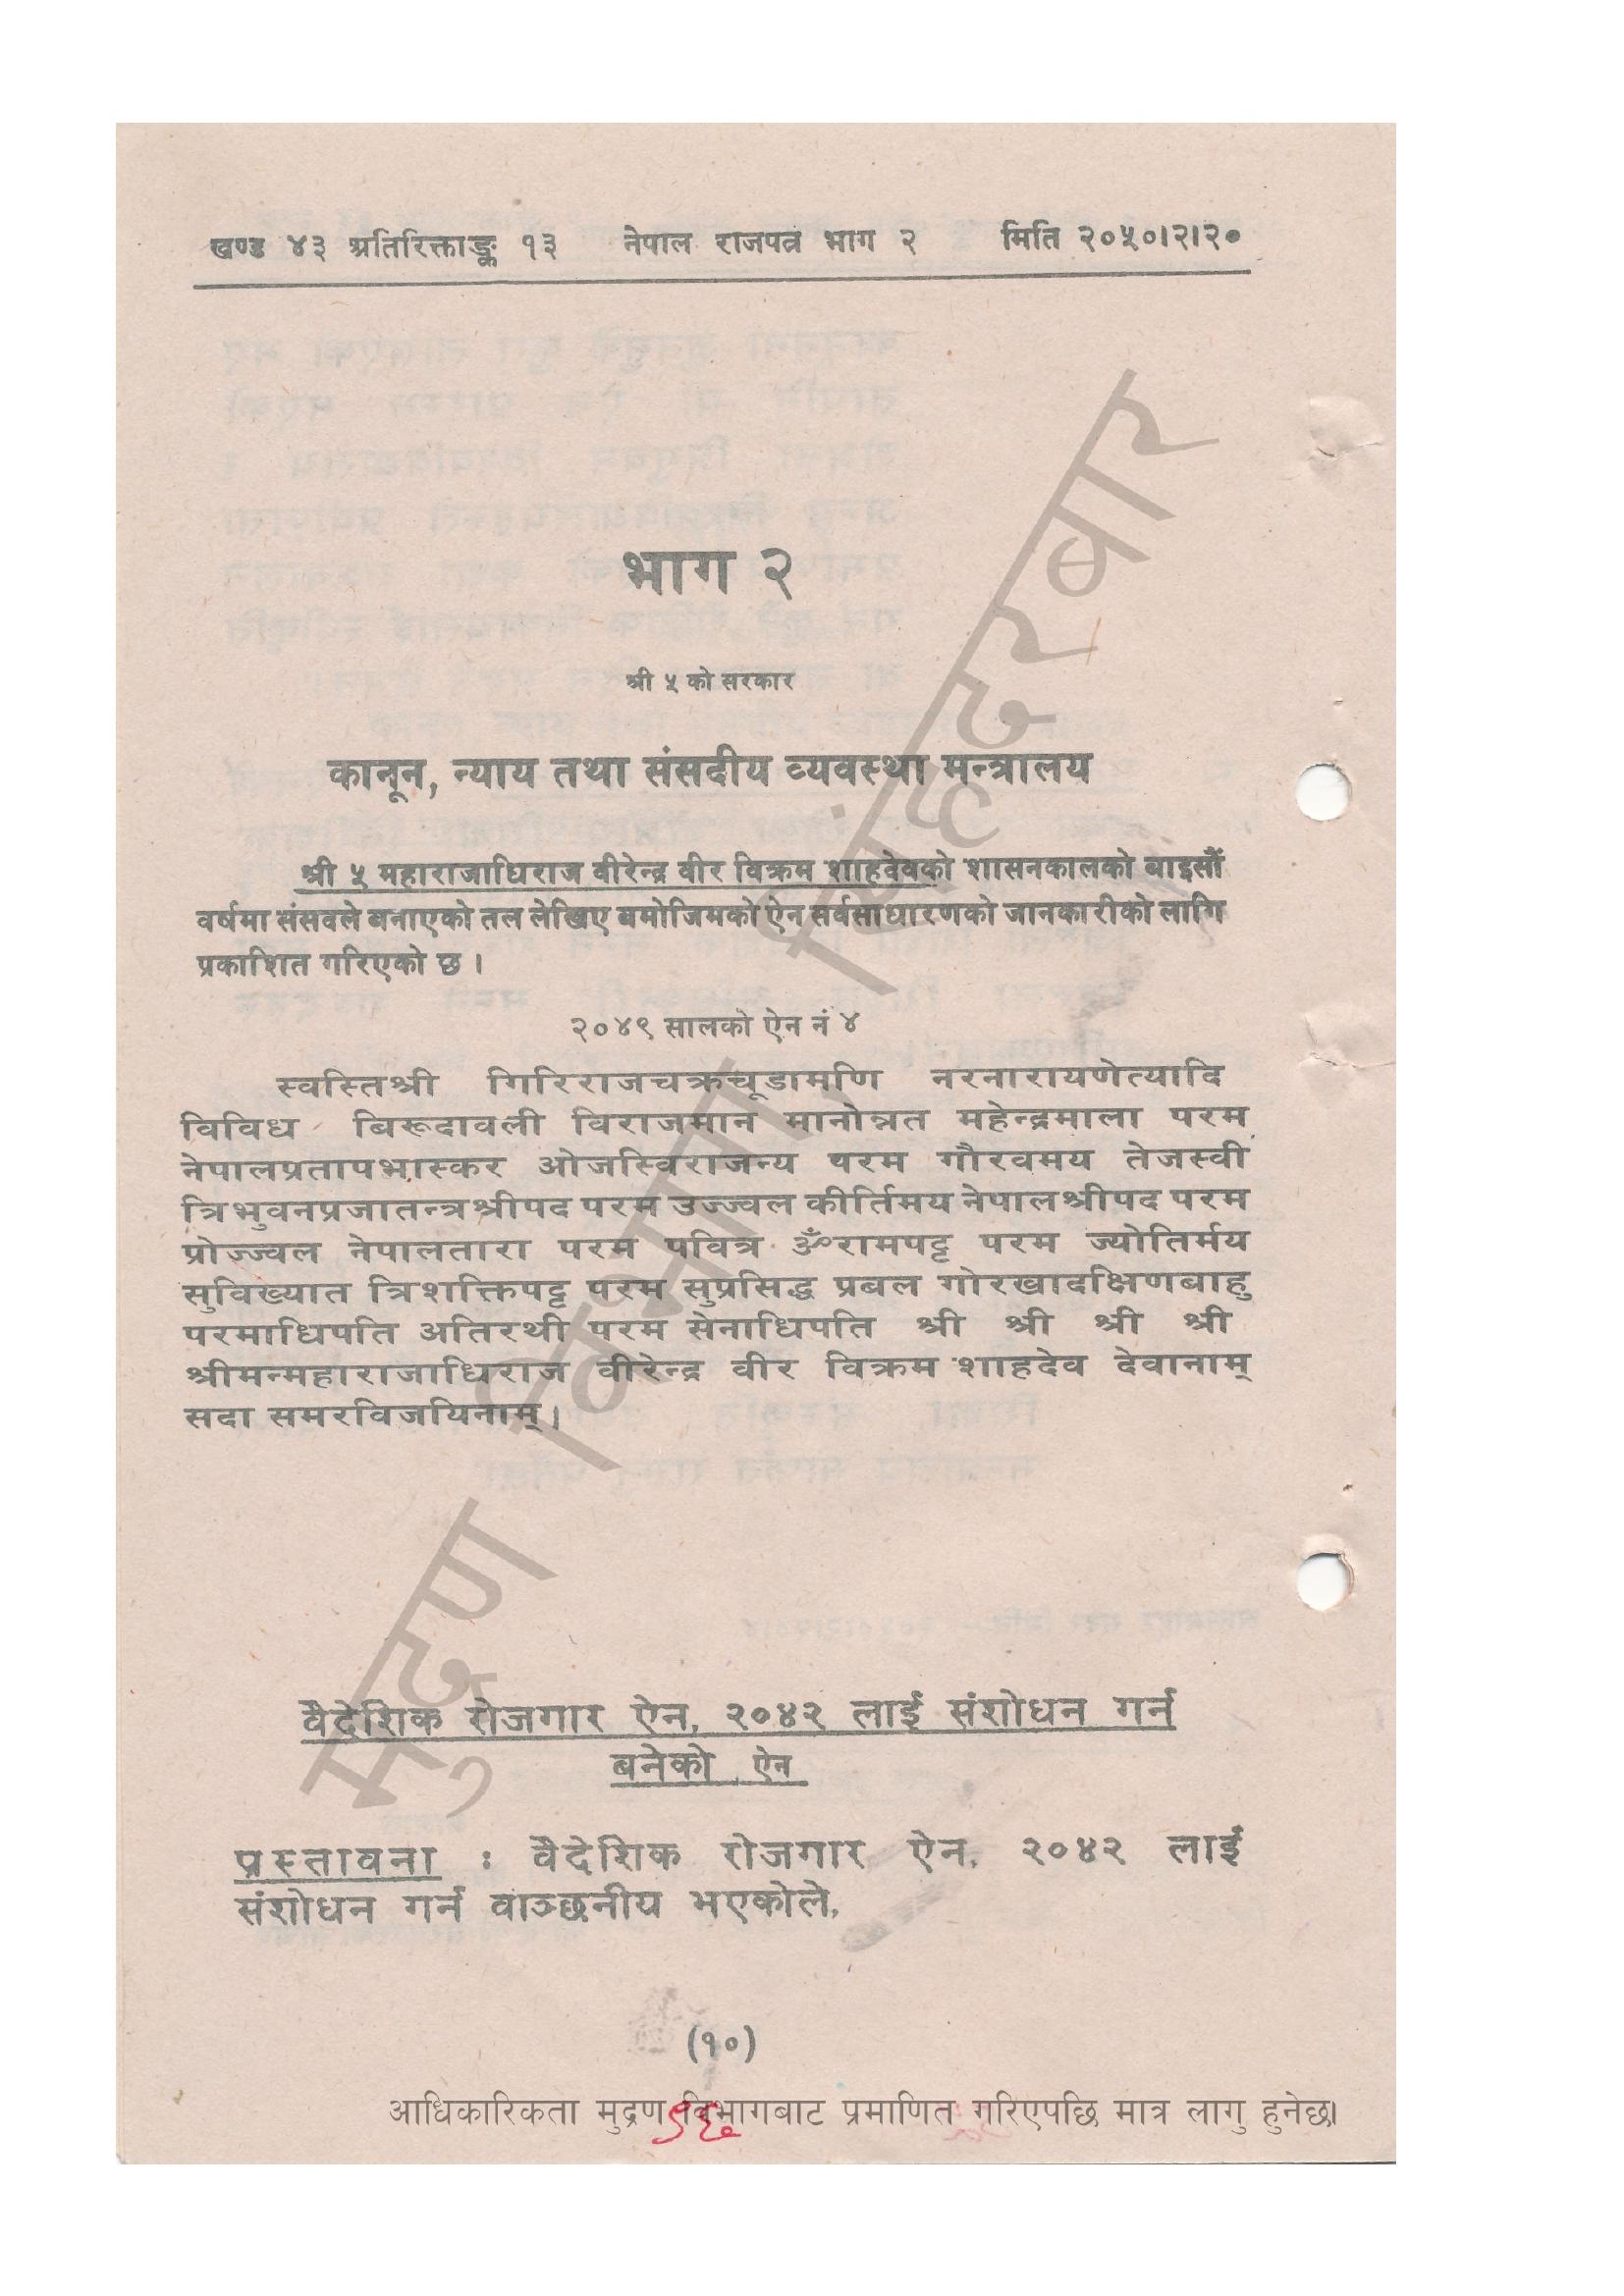 खण्ड ४३ अतिरिक्ताङ्क १३ नेपाल राजपत्र भाग २ मिति २०५०।२।२०
भाग २
श्री ५ को सरकार
कानून, न्याय तथा संसदीय व्यवस्था मन्त्रालय
श्री ५ महाराजाधिराज वीरेन्द्र वीर विक्रम शाहदेवको शासनकालको बाइसौं
वर्षमा संसदले बनाएको तल लेखिए बमोजिमको ऐन सर्वसाधारणको जानकारीको लागि
प्रकाशित गरिएको छ ।
२०४९ सालको ऐन नं ४
स्वस्तिश्री गिरिराजचक्रचूडामणि नरनारायणेत्यादि
विविध बिरूदावली विराजमान मानोन्नत महेन्द्रमाला परम
नेपालप्रतापभास्कर ओजस्विराजन्य परम गौरवमय तेजस्वी
त्रिभुवनप्रजातन्त्रश्रीपद परम उज्ज्वल कीर्तिमय नेपालश्रीपद परम
प्रोज्ज्वल नेपालतारा परम पवित्र ॐरामपट्ट परम ज्योतिर्मय
सुविख्यात त्रिशक्तिपट्ट परम सुप्रसिद्ध प्रबल गोरखादक्षिणबाहु
परमाधिपति अतिरथी परम सेनाधिपति श्री श्री श्री श्री
श्रीमन्महाराजाधिराज वीरेन्द्र वीर विक्रम शाहदेव देवानाम्
सदा समरविजयिनाम्।
वैदेशिक रोजगार ऐन, २०४२ लाई संशोधन गर्न
बनेको ऐन
प्रस्तावना : वैदेशिक रोजगार ऐन, २०४२ लाई
संशोधन गर्न वाञ्छनीय भएकोले,
(१०)
आधिकारिकता मुद्रण विभागबाट प्रमाणित गरिएपछि मात्र लागु हुनेछ।
मुद्रण विभाग, सिंहदरबार